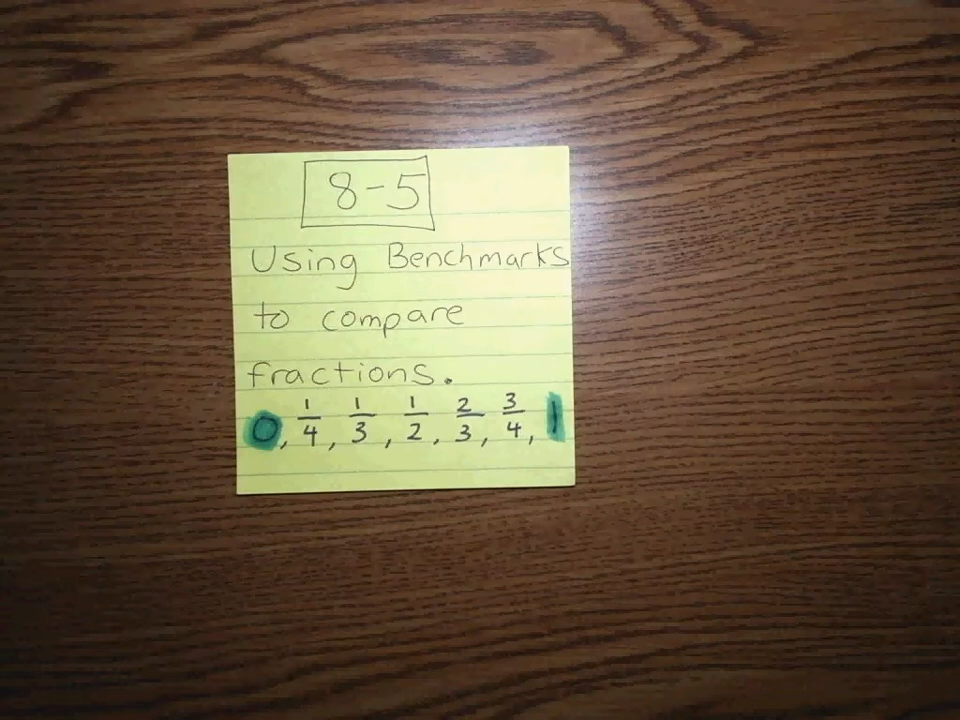 8-5
Using Benchmarks
to compare
fractions.
0, 1/4, 1/3, 1/2, 2/3, 3/4, 1